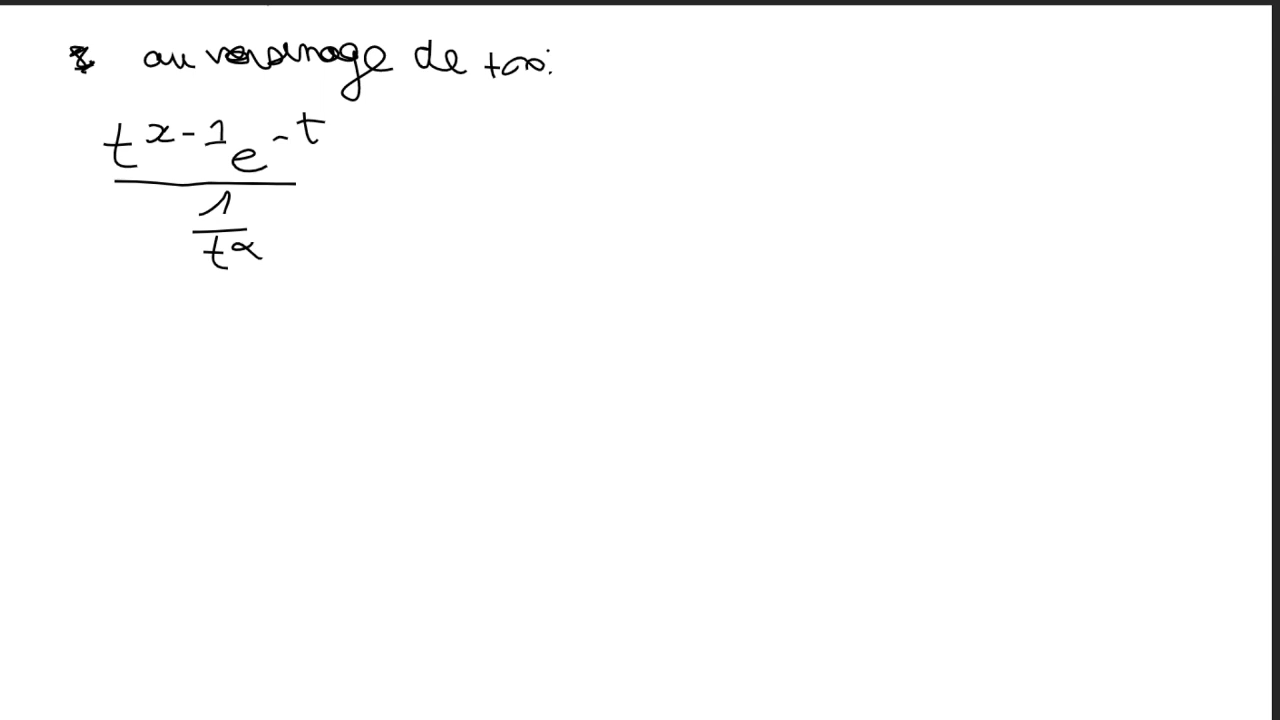 * au voisinage de +∞:
t^{x-1} e^{-t}
1
t^α